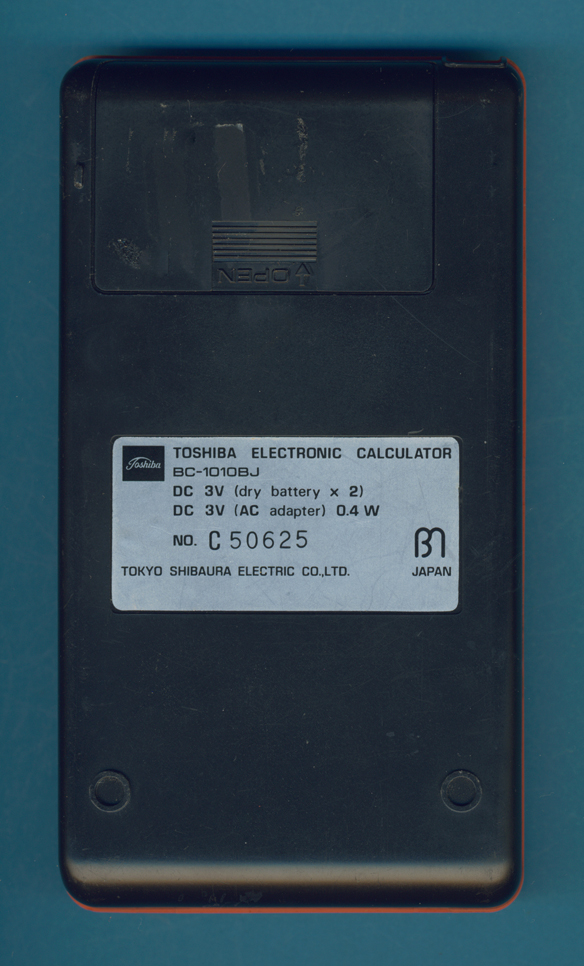 OPEN
Toshiba
TOSHIBA ELECTRONIC CALCULATOR
BC-1010BJ
DC 3V (dry battery x 2)
DC 3V (AC adapter) 0.4 W
NO. C 50625
TOKYO SHIBAURA ELECTRIC CO.,LTD.
JAPAN